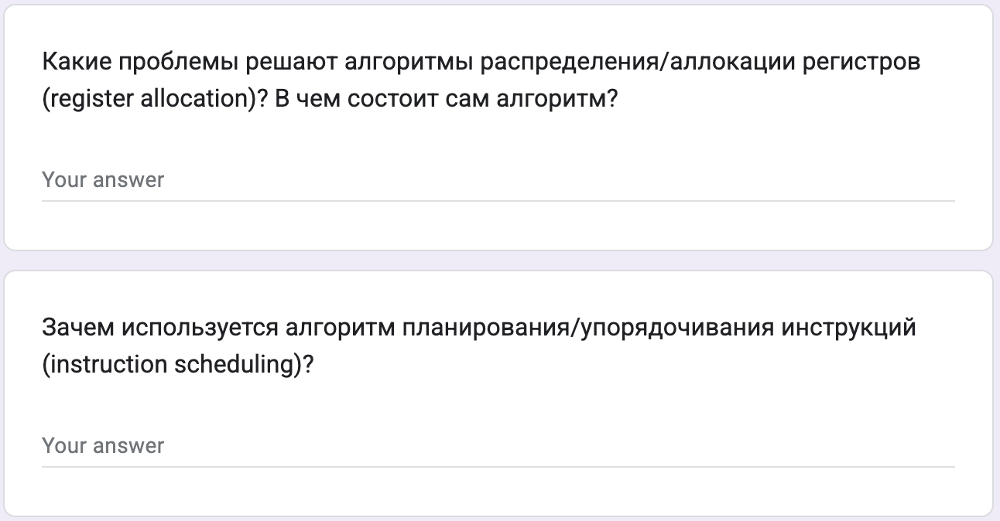 Какие проблемы решают алгоритмы распределения/аллокации регистров
(register allocation)? В чем состоит сам алгоритм?
Your answer
Зачем используется алгоритм планирования/упорядочивания инструкций
(instruction scheduling)?
Your answer